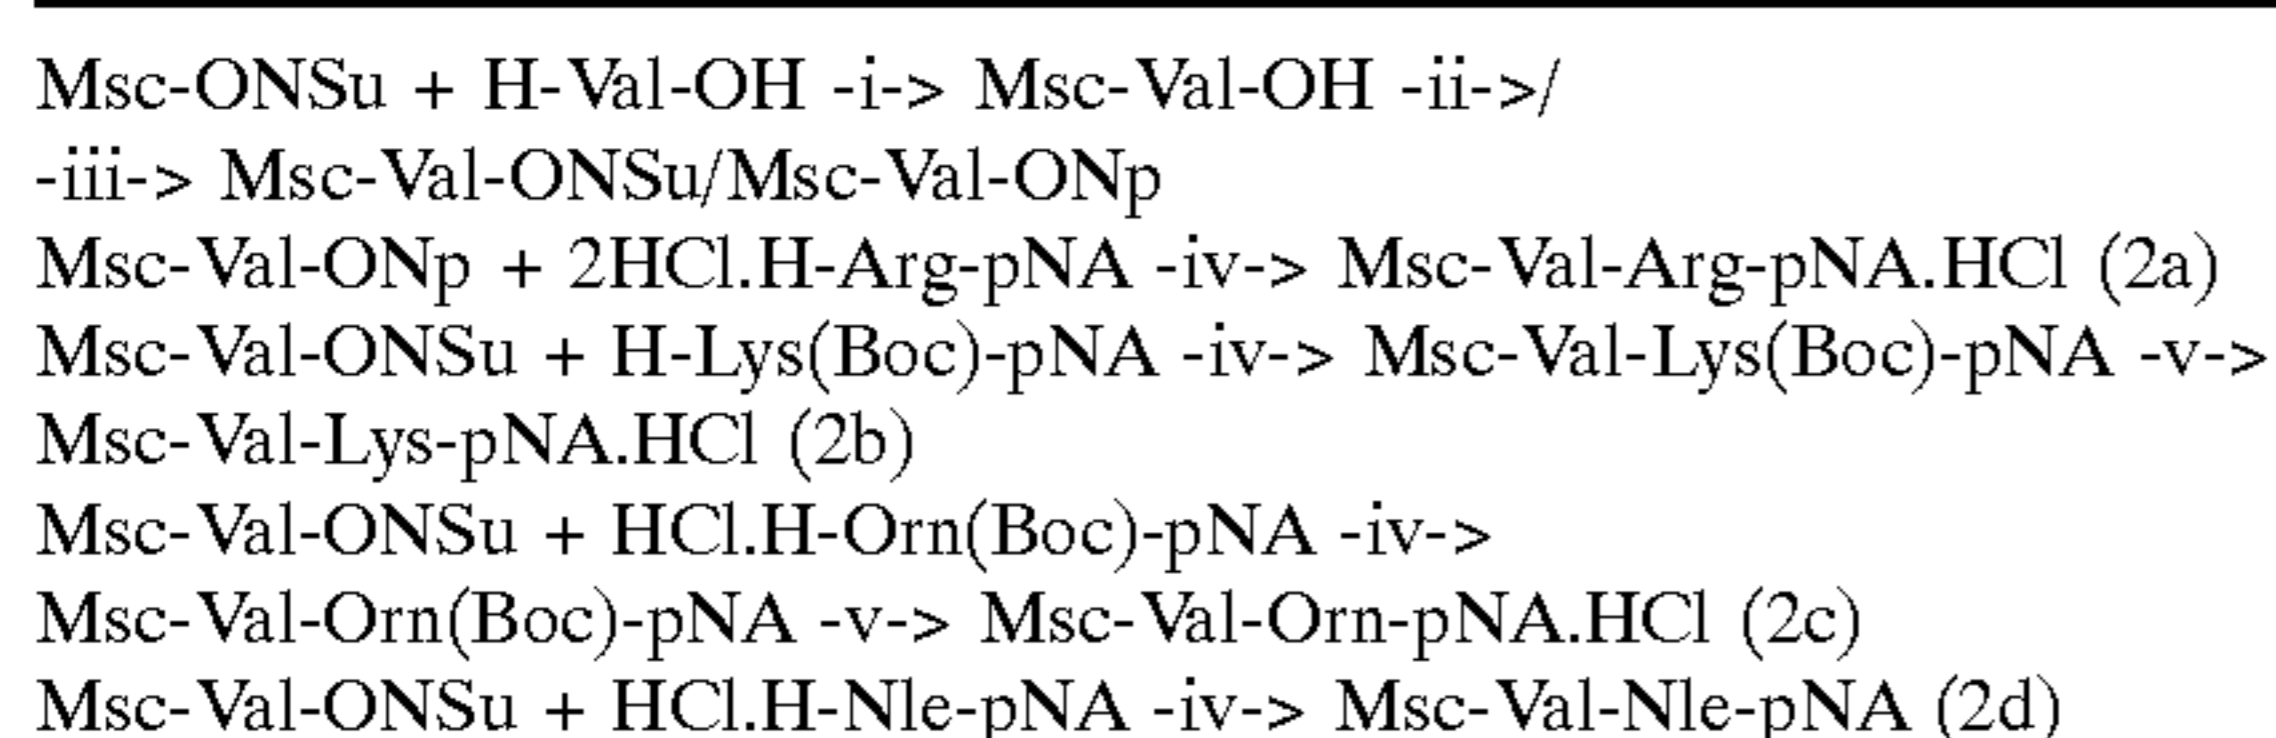 Msc-ONSu + H-Val-OH -i-> Msc-Val-OH -ii->/
-iii-> Msc-Val-ONSu/Msc-Val-ONp
Msc-Val-ONp + 2HCl.H-Arg-pNA -iv-> Msc-Val-Arg-pNA.HCl (2a)
Msc-Val-ONSu + H-Lys(Boc)-pNA -iv-> Msc-Val-Lys(Boc)-pNA -v->
Msc-Val-Lys-pNA.HCl (2b)
Msc-Val-ONSu + HCl.H-Orn(Boc)-pNA -iv->
Msc-Val-Orn(Boc)-pNA -v-> Msc-Val-Orn-pNA.HCl (2c)
Msc-Val-ONSu + HCl.H-Nle-pNA -iv-> Msc-Val-Nle-pNA (2d)